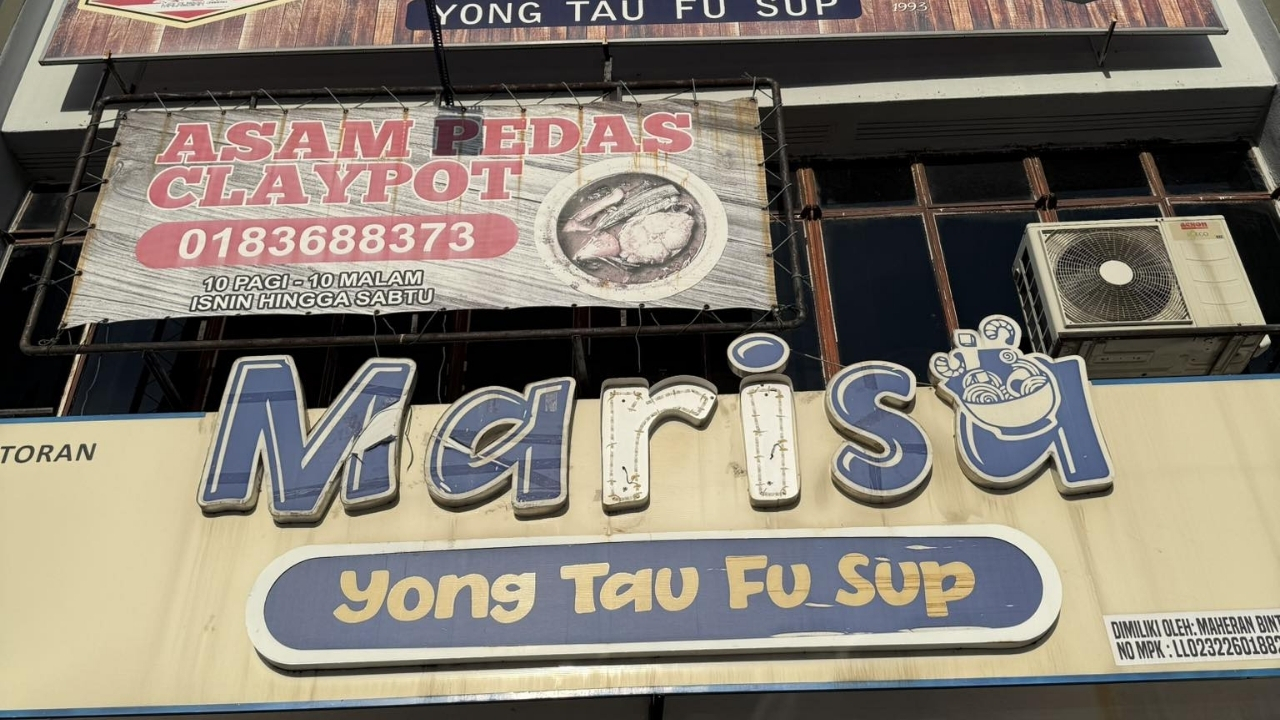 YONG TAU FU SUP
1993
ASAM PEDAS
CLAYPOT
0183688373
10 PAGI - 10 MALAM
ISNIN HINGGA SABTU
TORAN
Marisa
Yong Tau Fu Sup
DIMILIKI OLEH: MAHERAN BINT
NO MPK : LL02322601882